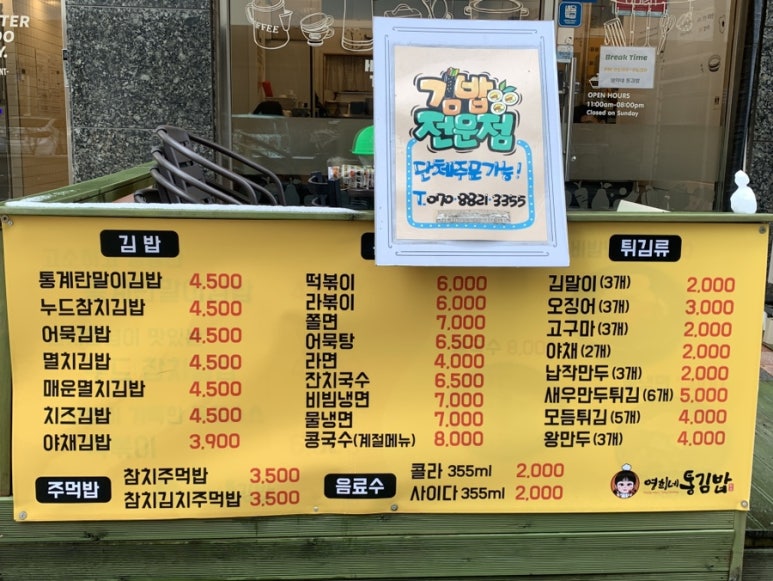 COFFEE
Break Time
OPEN HOURS
11:00am-08:00pm
Closed on Sunday
김밥
전문점
단체주문가능!
T.070-8821-3355
김밥
통계란말이김밥 4.500
누드참치김밥 4.500
어묵김밥 4.500
멸치김밥 4.500
매운멸치김밥 4.500
치즈김밥 4.500
야채김밥 3.900
떡볶이 6,000
라볶이 6,000
쫄면 7,000
어묵탕 6,500
라면 4,000
잔치국수 6,500
비빔냉면 7,000
물냉면 7,000
콩국수(계절메뉴) 8,000
튀김류
김말이 (3개) 2,000
오징어 (3개) 3,000
고구마 (3개) 2,000
야채 (2개) 2,000
납작만두 (3개) 2,000
새우만두튀김 (6개) 5,000
모듬튀김 (5개) 4,000
왕만두 (3개) 4,000
주먹밥
참치주먹밥 3.500
참치김치주먹밥 3.500
음료수
콜라 355ml 2,000
사이다 355ml 2,000
영희네 통김밥